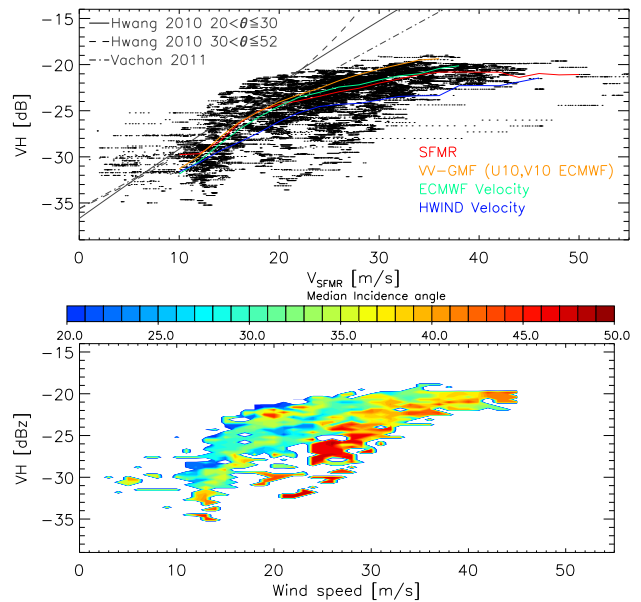 Hwang 2010 20<θ≦30
Hwang 2010 30<θ≦52
Vachon 2011
−15
−20
−25
−30
−35
VH [dB]
SFMR
VV−GMF (U10,V10 ECMWF)
ECMWF Velocity
HWIND Velocity
0 10 20 30 40 50
V_SFMR [m/s]
Median Incidence angle
20.0 25.0 30.0 35.0 40.0 45.0 50.0
−15
−20
−25
−30
−35
VH [dBz]
0 10 20 30 40 50
Wind speed [m/s]